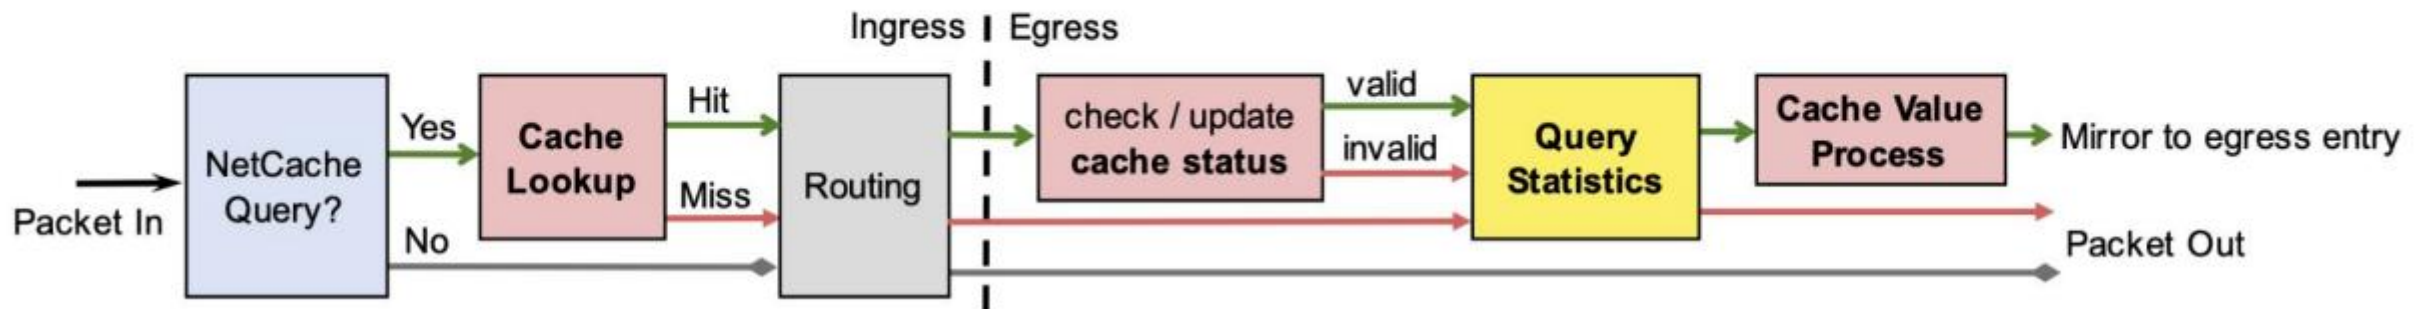 Ingress
Egress
Packet In
NetCache
Query?
Yes
No
Cache
Lookup
Hit
Miss
Routing
check / update
cache status
valid
invalid
Query
Statistics
Cache Value
Process
Mirror to egress entry
Packet Out